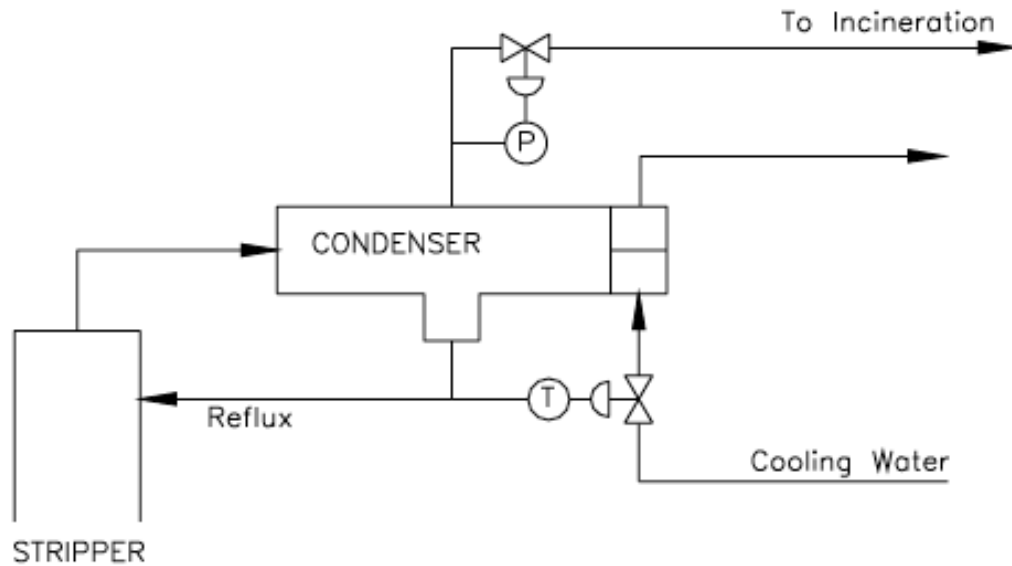 To Incineration
P
CONDENSER
T
Reflux
Cooling Water
STRIPPER